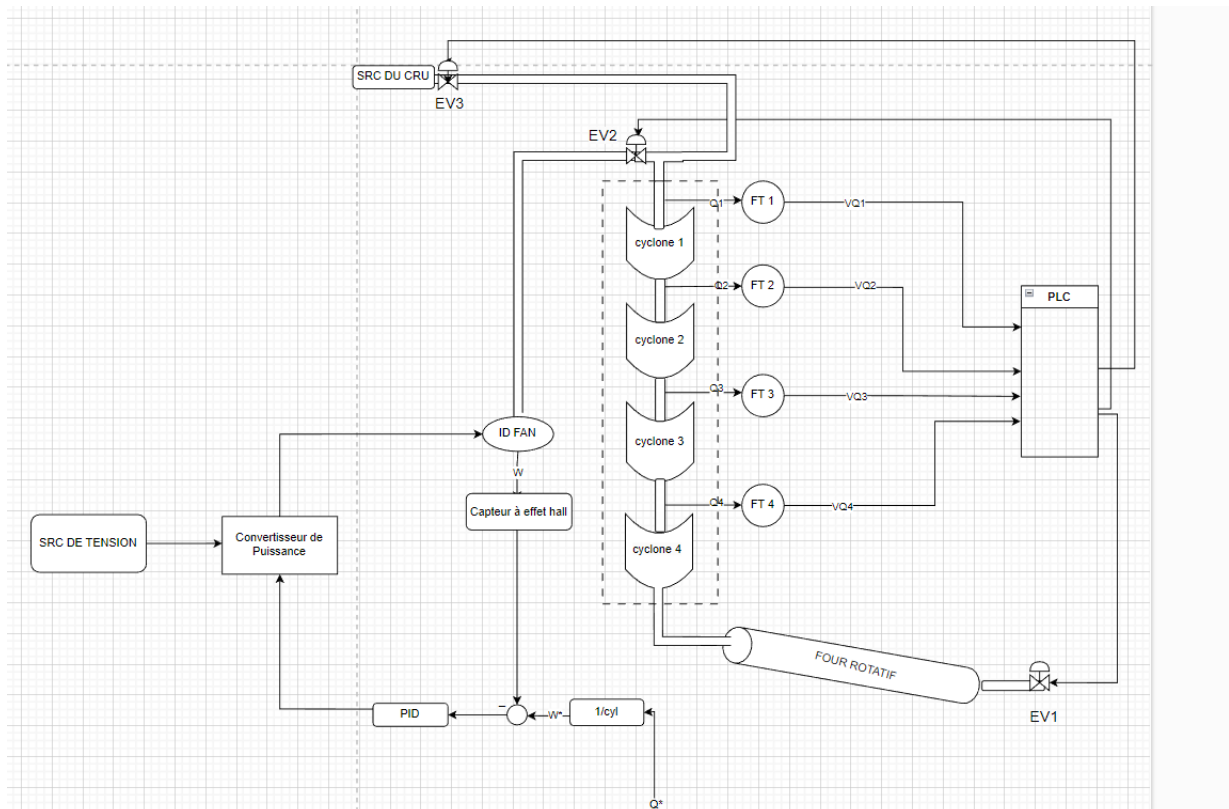 SRC DU CRU
EV3
EV2
Q1
FT 1
VQ1
cyclone 1
Q2
FT 2
VQ2
PLC
cyclone 2
Q3
FT 3
VQ3
ID FAN
cyclone 3
W
Capteur à effet hall
Q4
FT 4
VQ4
SRC DE TENSION
Convertisseur de
Puissance
cyclone 4
FOUR ROTATIF
EV1
PID
−
W*
1/cyl
Q*